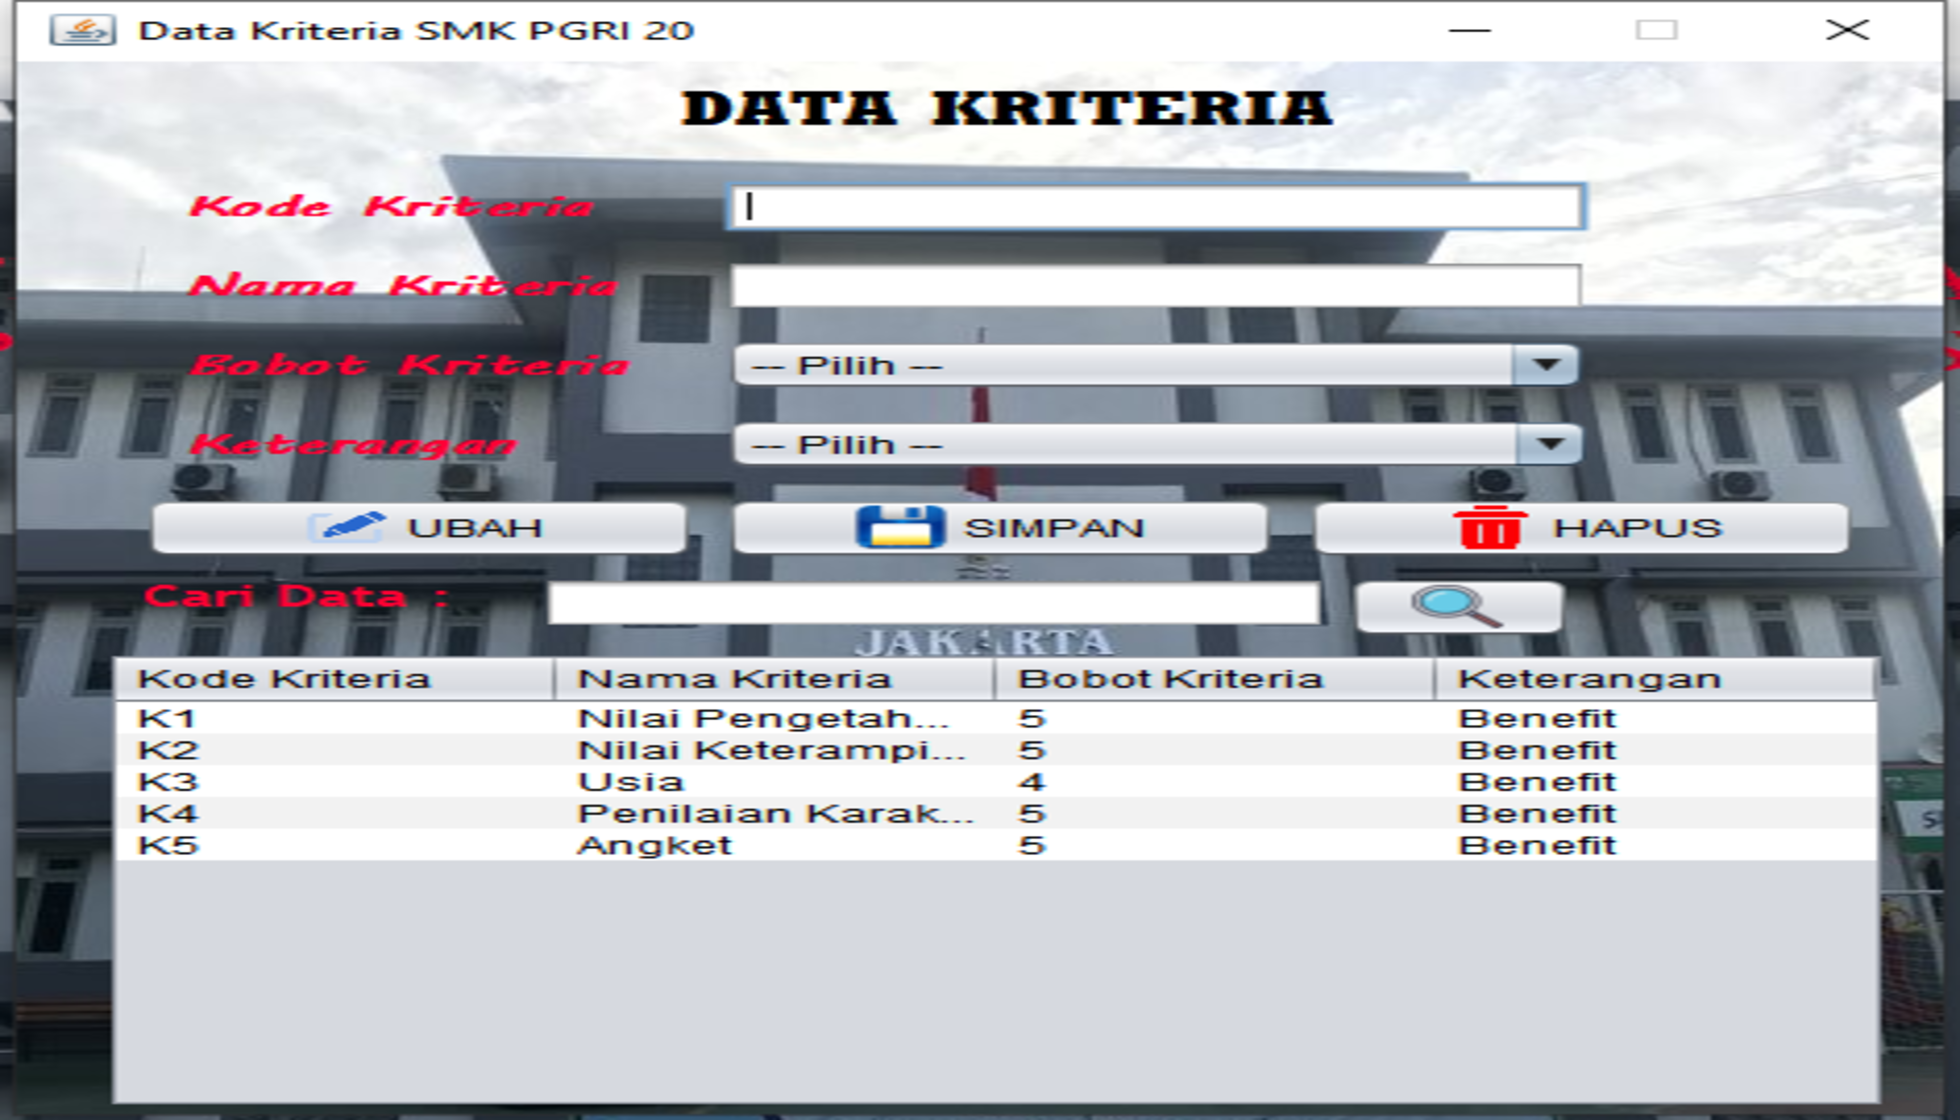 Data Kriteria SMK PGRI 20
DATA KRITERIA
Kode Kriteria
Nama Kriteria
Bobot Kriteria -- Pilih --
Keterangan -- Pilih --
UBAH SIMPAN HAPUS
Cari Data :
JAKARTA
Kode Kriteria Nama Kriteria Bobot Kriteria Keterangan
K1 Nilai Pengetah... 5 Benefit
K2 Nilai Keterampi... 5 Benefit
K3 Usia 4 Benefit
K4 Penilaian Karak... 5 Benefit
K5 Angket 5 Benefit